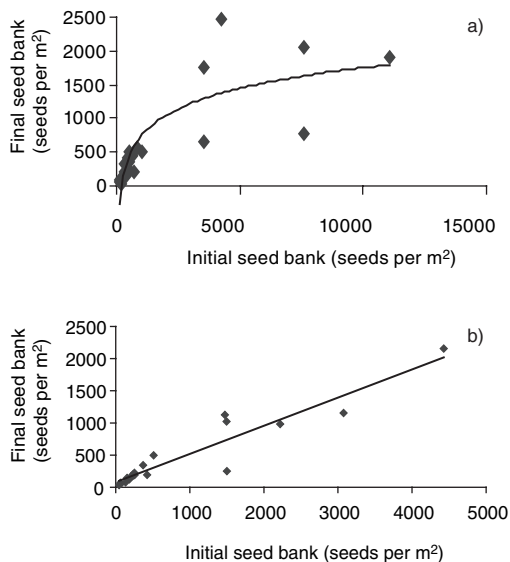 a)
Final seed bank
(seeds per m²)
2500
2000
1500
1000
500
0
0 5000 10000 15000
Initial seed bank (seeds per m²)
b)
Final seed bank
(seeds per m²)
2500
2000
1500
1000
500
0
0 1000 2000 3000 4000 5000
Initial seed bank (seeds per m²)